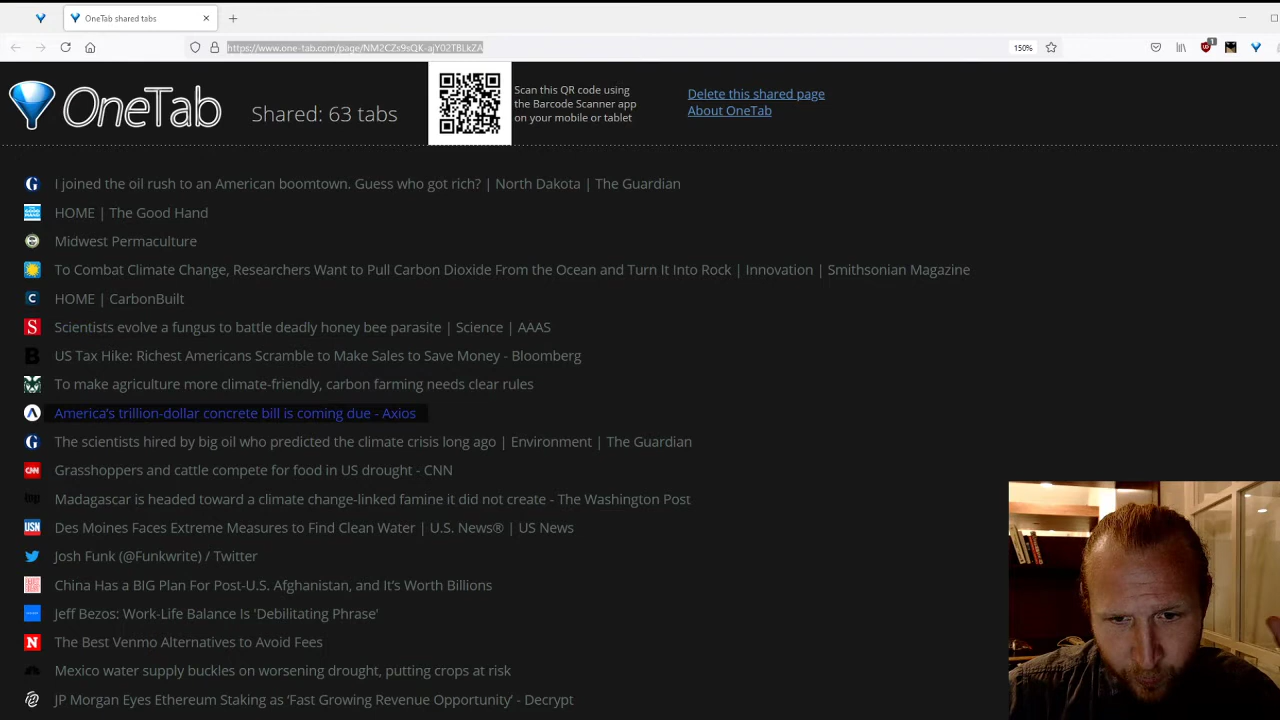 OneTab shared tabs
https://www.one-tab.com/page/NM2CZs9sQK-ajY02TBLkZA
150%
1
OneTab
Shared: 63 tabs
Scan this QR code using
the Barcode Scanner app
on your mobile or tablet
Delete this shared page
About OneTab
I joined the oil rush to an American boomtown. Guess who got rich? | North Dakota | The Guardian
HOME | The Good Hand
Midwest Permaculture
To Combat Climate Change, Researchers Want to Pull Carbon Dioxide From the Ocean and Turn It Into Rock | Innovation | Smithsonian Magazine
HOME | CarbonBuilt
Scientists evolve a fungus to battle deadly honey bee parasite | Science | AAAS
US Tax Hike: Richest Americans Scramble to Make Sales to Save Money - Bloomberg
To make agriculture more climate-friendly, carbon farming needs clear rules
America's trillion-dollar concrete bill is coming due - Axios
The scientists hired by big oil who predicted the climate crisis long ago | Environment | The Guardian
Grasshoppers and cattle compete for food in US drought - CNN
Madagascar is headed toward a climate change-linked famine it did not create - The Washington Post
Des Moines Faces Extreme Measures to Find Clean Water | U.S. News® | US News
Josh Funk (@Funkwrite) / Twitter
China Has a BIG Plan For Post-U.S. Afghanistan, and It's Worth Billions
Jeff Bezos: Work-Life Balance Is 'Debilitating Phrase'
The Best Venmo Alternatives to Avoid Fees
Mexico water supply buckles on worsening drought, putting crops at risk
JP Morgan Eyes Ethereum Staking as 'Fast Growing Revenue Opportunity' - Decrypt